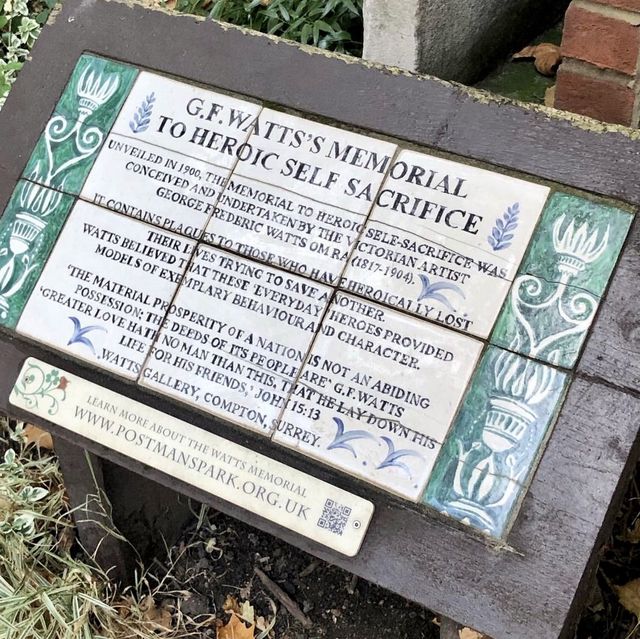 G.F. WATTS'S MEMORIAL
TO HEROIC SELF SACRIFICE
UNVEILED IN 1900, THE MEMORIAL TO HEROIC SELF-SACRIFICE WAS
CONCEIVED AND UNDERTAKEN BY THE VICTORIAN ARTIST
GEORGE FREDERIC WATTS OM RA (1817-1904).
IT CONTAINS PLAQUES TO THOSE WHO HAVE HEROICALLY LOST
THEIR LIVES TRYING TO SAVE ANOTHER.
WATTS BELIEVED THAT THESE 'EVERYDAY' HEROES PROVIDED
MODELS OF EXEMPLARY BEHAVIOUR AND CHARACTER.
'THE MATERIAL PROSPERITY OF A NATION IS NOT AN ABIDING
POSSESSION; THE DEEDS OF ITS PEOPLE ARE' G.F. WATTS
'GREATER LOVE HATH NO MAN THAN THIS, THAT HE LAY DOWN HIS
LIFE FOR HIS FRIENDS,' JOHN 15:13
WATTS GALLERY, COMPTON, SURREY.
LEARN MORE ABOUT THE WATTS MEMORIAL
WWW.POSTMANSPARK.ORG.UK